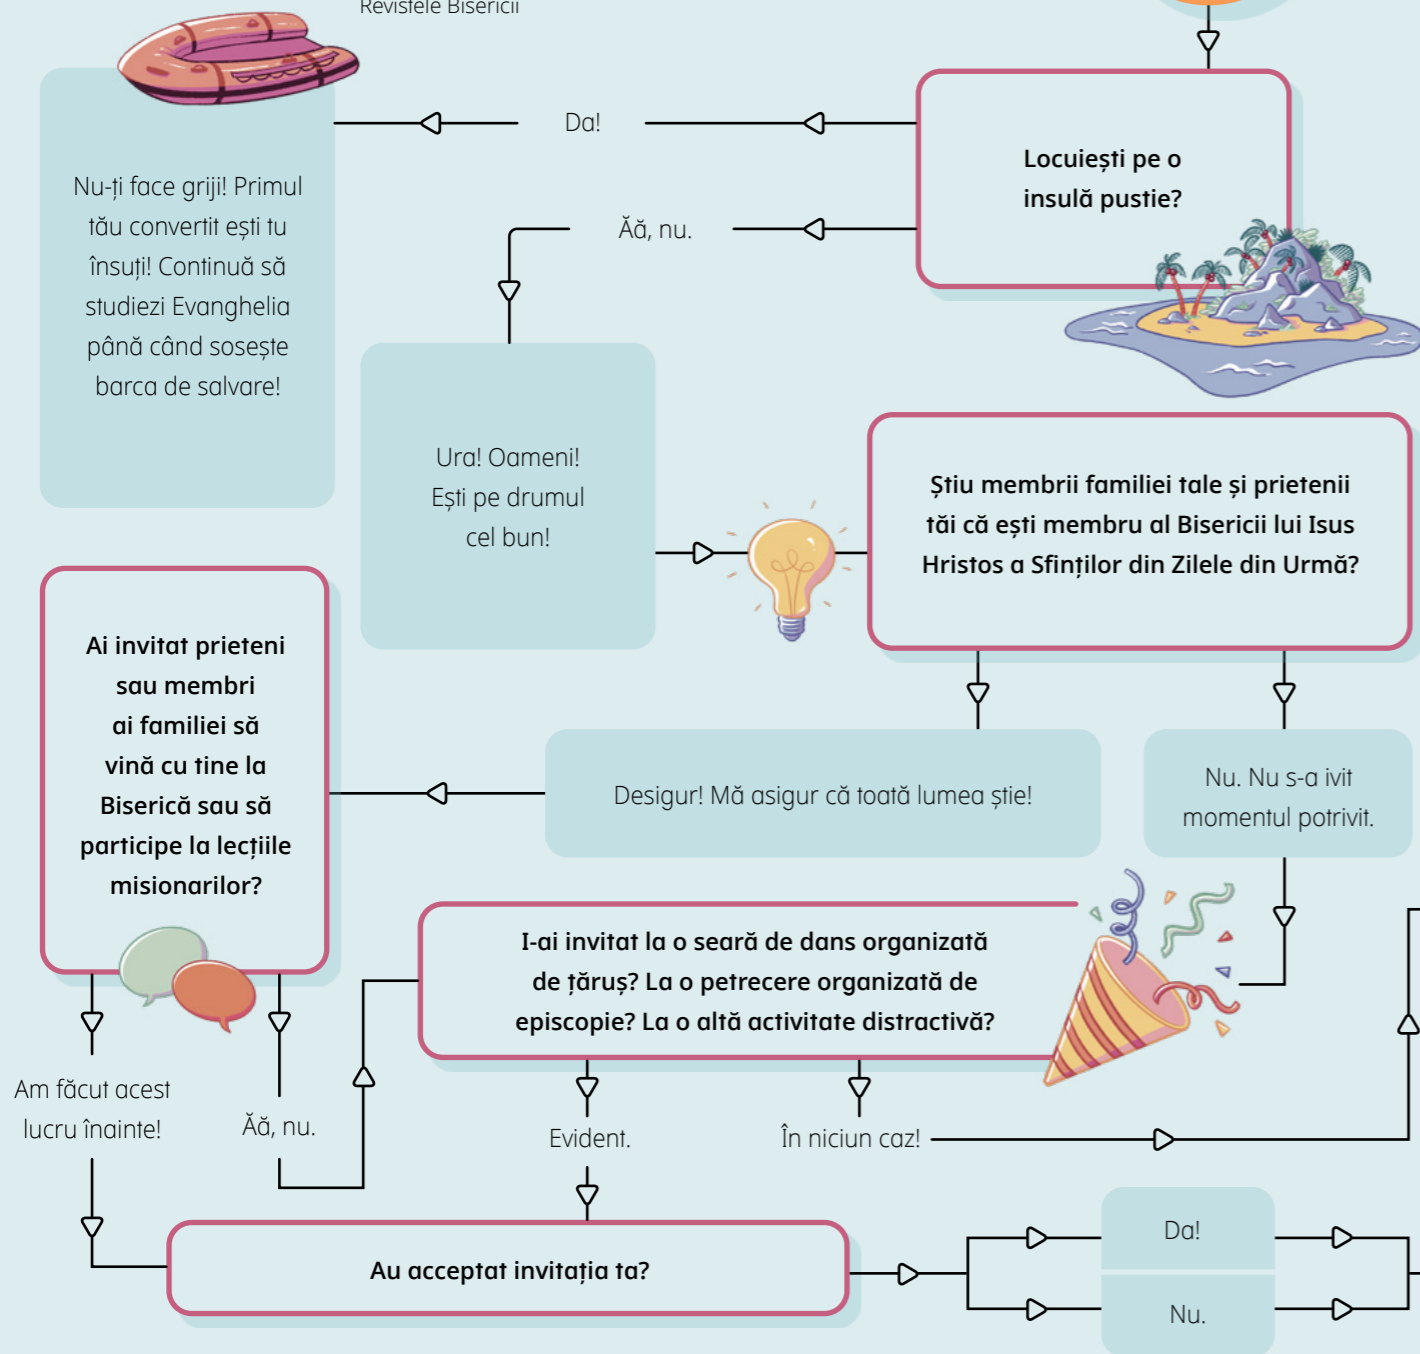 Revistele Bisericii
Locuiești pe o
insulă pustie?
Da!
Nu-ți face griji! Primul
tău convertit ești tu
însuți! Continuă să
studiezi Evanghelia
până când sosește
barca de salvare!
Ăă, nu.
Ura! Oameni!
Ești pe drumul
cel bun!
Știu membrii familiei tale și prietenii
tăi că ești membru al Bisericii lui Isus
Hristos a Sfinților din Zilele din Urmă?
Desigur! Mă asigur că toată lumea știe!
Nu. Nu s-a ivit
momentul potrivit.
Ai invitat prieteni
sau membri
ai familiei să
vină cu tine la
Biserică sau să
participe la lecțiile
misionarilor?
Am făcut acest
lucru înainte!
Ăă, nu.
I-ai invitat la o seară de dans organizată
de țăruș? La o petrecere organizată de
episcopie? La o altă activitate distractivă?
Evident.
În niciun caz!
Au acceptat invitația ta?
Da!
Nu.